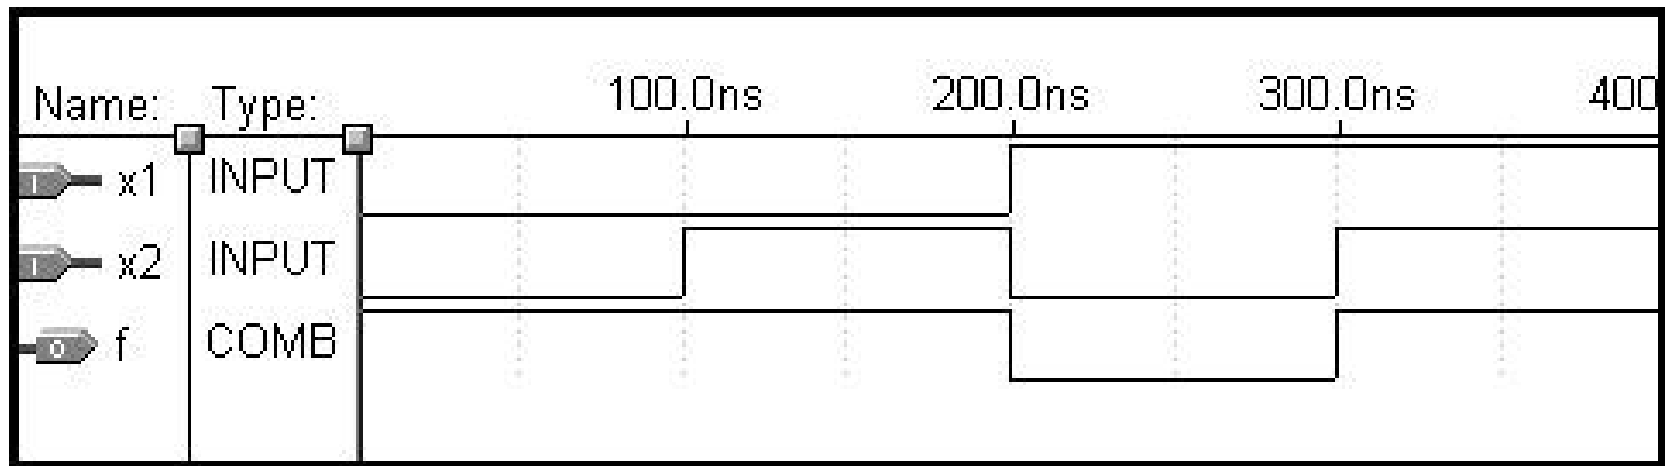 100.0ns 200.0ns 300.0ns 400
Name: Type:
I x1 INPUT
I x2 INPUT
O f COMB